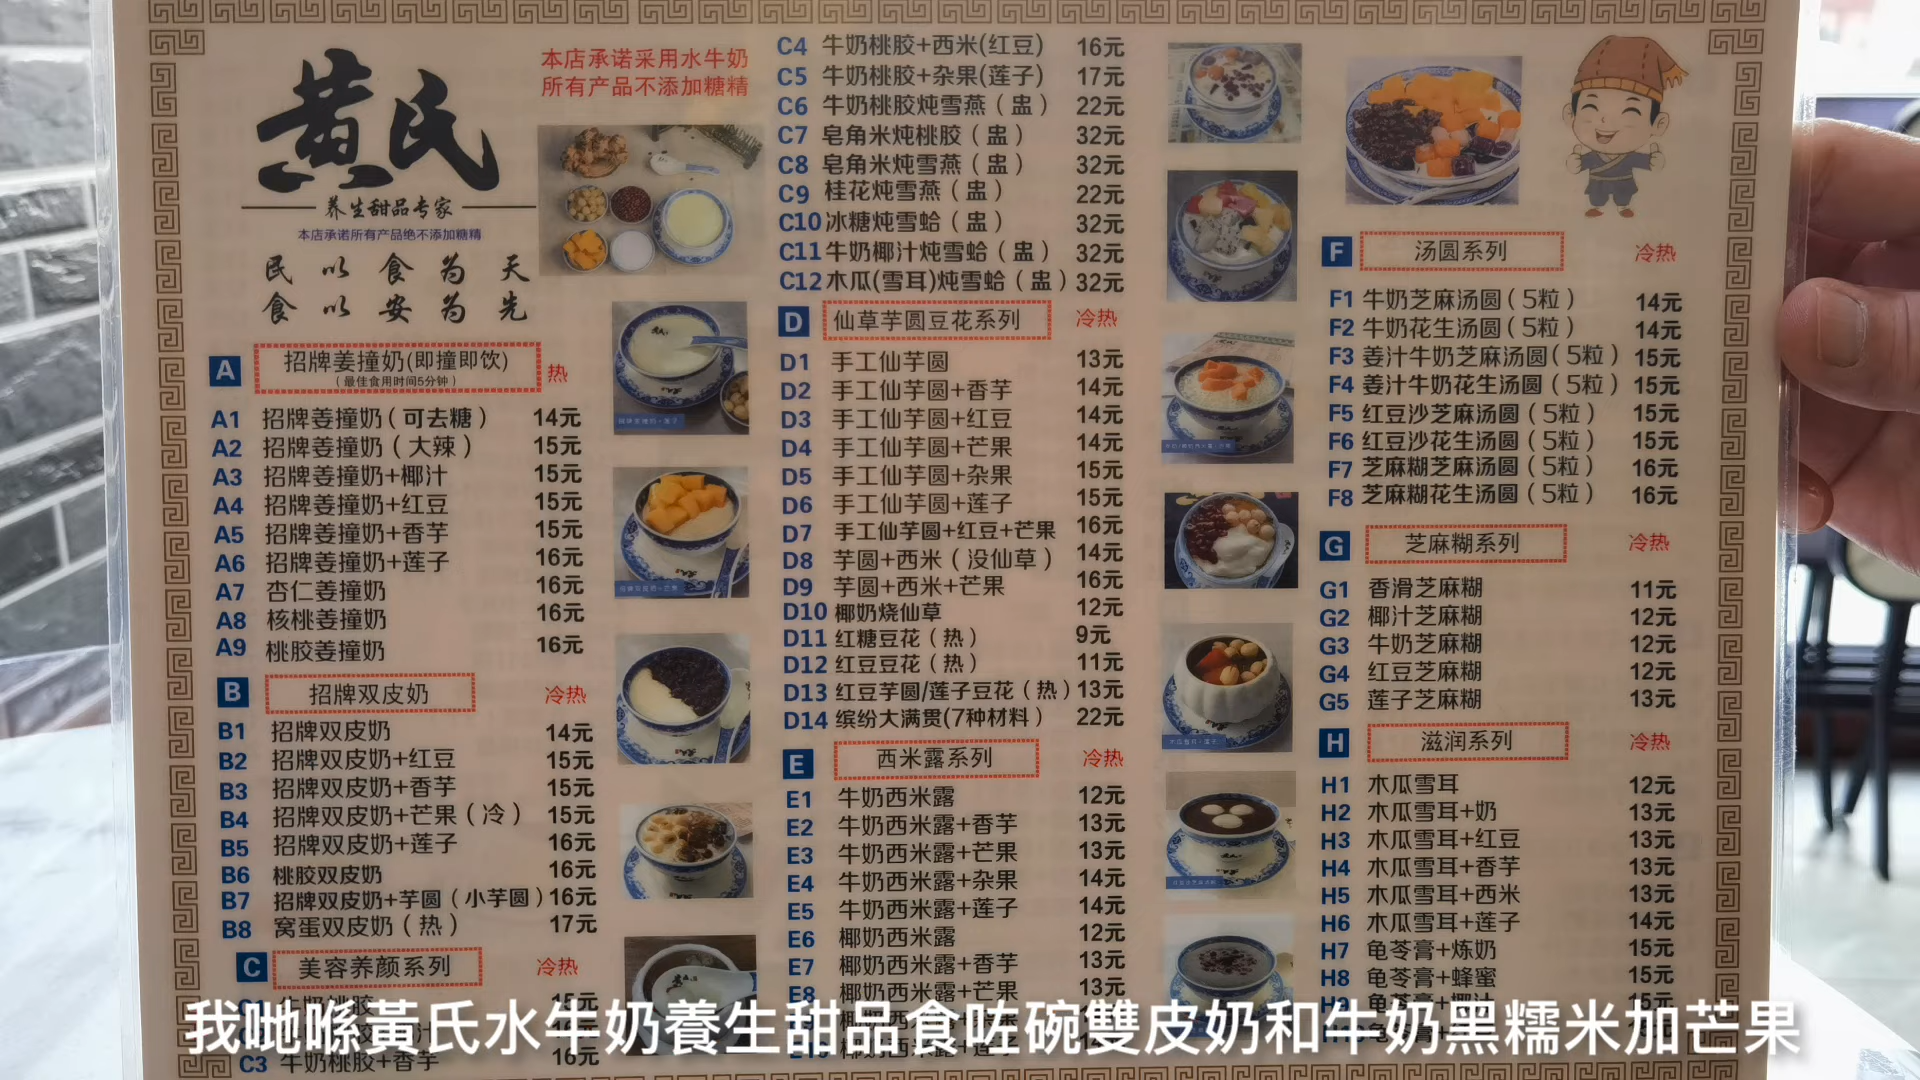 黄氏
养生甜品专家
本店承诺所有产品绝不添加糖精
民以食为天
食以安为先
本店承诺采用水牛奶
所有产品不添加糖精
A 招牌姜撞奶(即撞即饮) 热
(最佳食用时间5分钟)
A1 招牌姜撞奶(可去糖) 14元
A2 招牌姜撞奶(大辣) 15元
A3 招牌姜撞奶+椰汁 15元
A4 招牌姜撞奶+红豆 15元
A5 招牌姜撞奶+香芋 15元
A6 招牌姜撞奶+莲子 16元
A7 杏仁姜撞奶 16元
A8 核桃姜撞奶 16元
A9 桃胶姜撞奶 16元
B 招牌双皮奶 冷热
B1 招牌双皮奶 14元
B2 招牌双皮奶+红豆 15元
B3 招牌双皮奶+香芋 15元
B4 招牌双皮奶+芒果(冷) 15元
B5 招牌双皮奶+莲子 16元
B6 桃胶双皮奶 16元
B7 招牌双皮奶+芋圆(小芋圆) 16元
B8 窝蛋双皮奶(热) 17元
C 美容养颜系列 冷热
C3 牛奶桃胶+香芋 16元
C4 牛奶桃胶+西米(红豆) 16元
C5 牛奶桃胶+杂果(莲子) 17元
C6 牛奶桃胶炖雪燕(盅) 22元
C7 皂角米炖桃胶(盅) 32元
C8 皂角米炖雪燕(盅) 32元
C9 桂花炖雪燕(盅) 22元
C10 冰糖炖雪蛤(盅) 32元
C11 牛奶椰汁炖雪蛤(盅) 32元
C12 木瓜(雪耳)炖雪蛤(盅) 32元
D 仙草芋圆豆花系列 冷热
D1 手工仙芋圆 13元
D2 手工仙芋圆+香芋 14元
D3 手工仙芋圆+红豆 14元
D4 手工仙芋圆+芒果 14元
D5 手工仙芋圆+杂果 15元
D6 手工仙芋圆+莲子 15元
D7 手工仙芋圆+红豆+芒果 16元
D8 芋圆+西米(没仙草) 14元
D9 芋圆+西米+芒果 16元
D10 椰奶烧仙草 12元
D11 红糖豆花(热) 9元
D12 红豆豆花(热) 11元
D13 红豆芋圆/莲子豆花(热) 13元
D14 缤纷大满贯(7种材料) 22元
E 西米露系列 冷热
E1 牛奶西米露 12元
E2 牛奶西米露+香芋 13元
E3 牛奶西米露+芒果 13元
E4 牛奶西米露+杂果 14元
E5 牛奶西米露+莲子 14元
E6 椰奶西米露 12元
E7 椰奶西米露+香芋 13元
E8 椰奶西米露+芒果 13元
F 汤圆系列 冷热
F1 牛奶芝麻汤圆(5粒) 14元
F2 牛奶花生汤圆(5粒) 14元
F3 姜汁牛奶芝麻汤圆(5粒) 15元
F4 姜汁牛奶花生汤圆(5粒) 15元
F5 红豆沙芝麻汤圆(5粒) 15元
F6 红豆沙花生汤圆(5粒) 15元
F7 芝麻糊芝麻汤圆(5粒) 16元
F8 芝麻糊花生汤圆(5粒) 16元
G 芝麻糊系列 冷热
G1 香滑芝麻糊 11元
G2 椰汁芝麻糊 12元
G3 牛奶芝麻糊 12元
G4 红豆芝麻糊 12元
G5 莲子芝麻糊 13元
H 滋润系列 冷热
H1 木瓜雪耳 12元
H2 木瓜雪耳+奶 13元
H3 木瓜雪耳+红豆 13元
H4 木瓜雪耳+香芋 13元
H5 木瓜雪耳+西米 13元
H6 木瓜雪耳+莲子 14元
H7 龟苓膏+炼奶 15元
H8 龟苓膏+蜂蜜 15元
H9 龟苓膏+椰汁 15元
我哋喺黃氏水牛奶養生甜品食咗碗雙皮奶和牛奶黑糯米加芒果